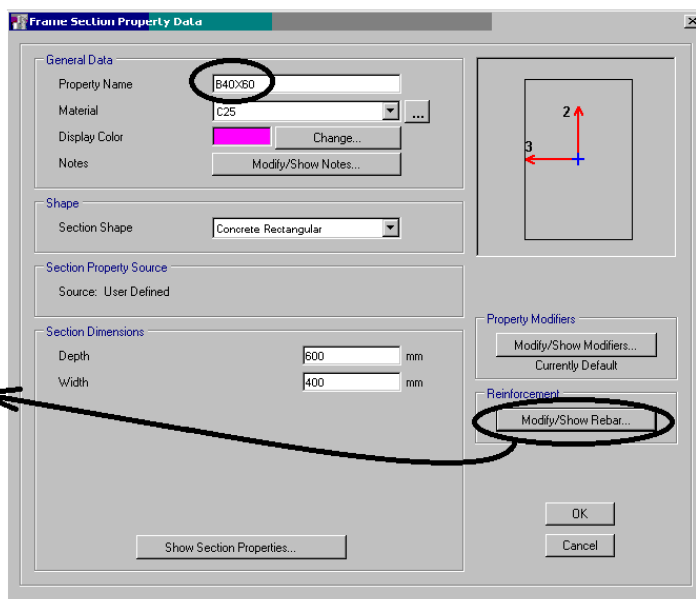 Frame Section Property Data
General Data
Property Name B40X60
Material C25 ...
Display Color Change...
Notes Modify/Show Notes...
2
3
Shape
Section Shape Concrete Rectangular
Section Property Source
Source: User Defined
Property Modifiers
Modify/Show Modifiers...
Currently Default
Section Dimensions
Depth 600 mm
Width 400 mm
Reinforcement
Modify/Show Rebar...
Show Section Properties...
OK
Cancel